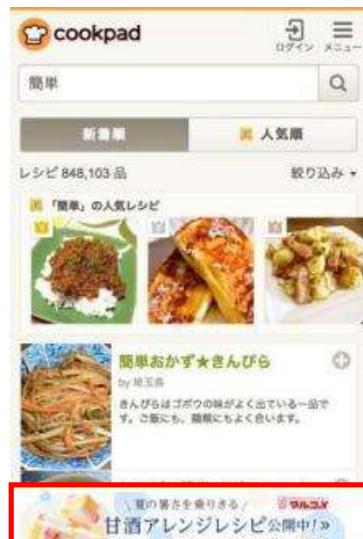 cookpad
ログイン メニュー
簡単
新着順 人気順
レシピ 848,103 品 絞り込み
「簡単」の人気レシピ
簡単おかず★きんぴら
by 埼玉県
きんぴらはゴボウの味がよく出ている一品で
す。ご飯にも、麺類にもよく合います。
夏の暑さを乗りきる マルコメ
甘酒アレンジレシピ公開中!»